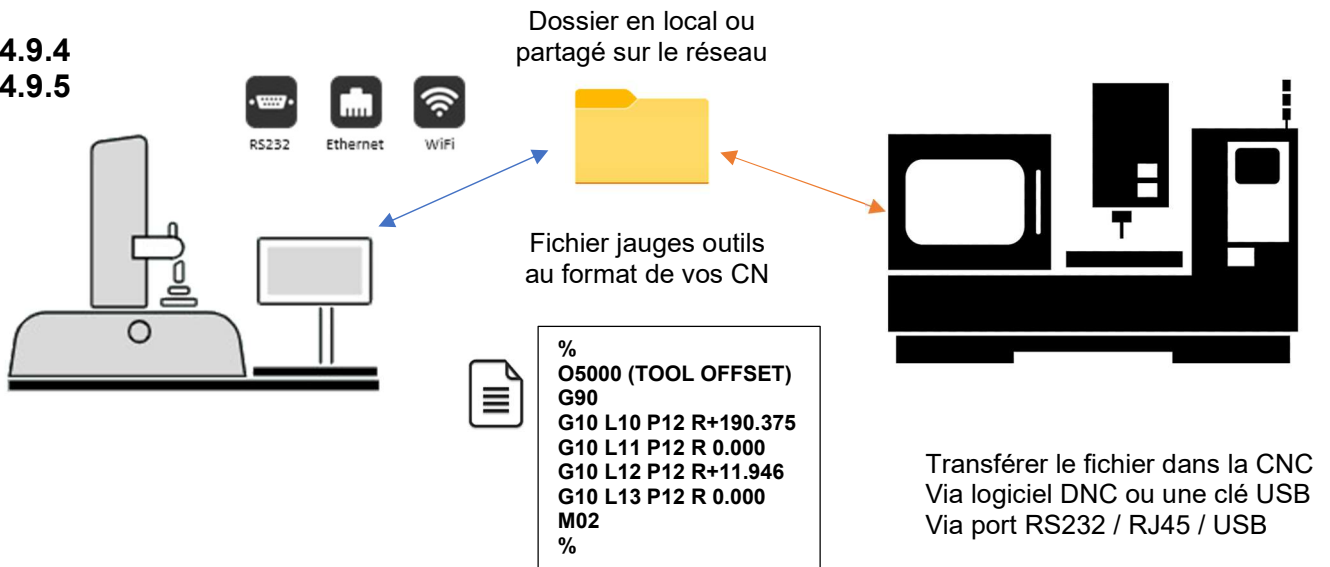 4.9.4
4.9.5
RS232
Ethernet
WiFi
Dossier en local ou
partagé sur le réseau
Fichier jauges outils
au format de vos CN
%
O5000 (TOOL OFFSET)
G90
G10 L10 P12 R+190.375
G10 L11 P12 R 0.000
G10 L12 P12 R+11.946
G10 L13 P12 R 0.000
M02
%
Transférer le fichier dans la CNC
Via logiciel DNC ou une clé USB
Via port RS232 / RJ45 / USB